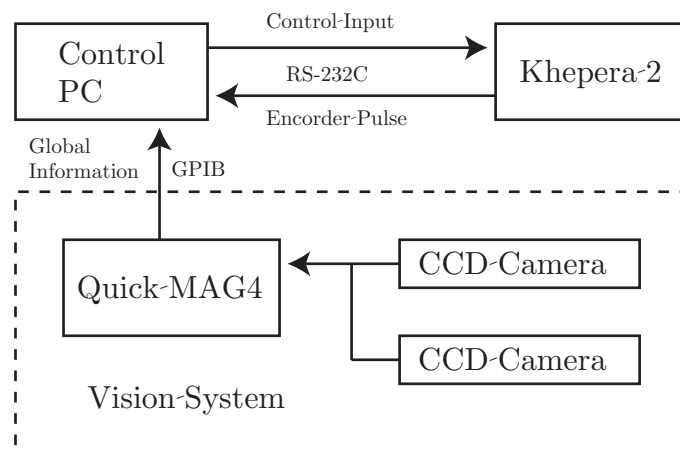 Control-Input
Control
PC
Khepera-2
RS-232C
Encorder-Pulse
Global
Information
GPIB
Quick-MAG4
CCD-Camera
CCD-Camera
Vision-System